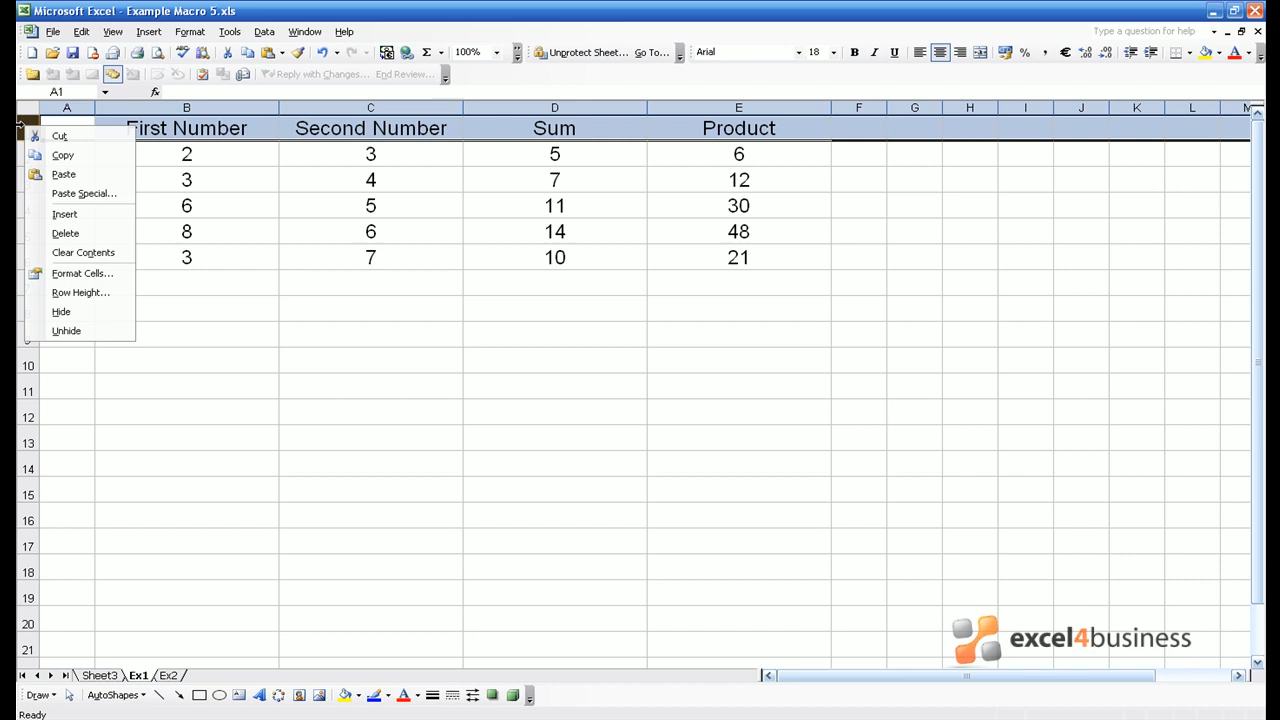 Microsoft Excel - Example Macro 5.xls
File Edit View Insert Format Tools Data Window Help Type a question for help
Σ 100% Unprotect Sheet... Go To... Arial 18 B I U % , €
Reply with Changes... End Review...
A1 fx
A B C D E F G H I J K L M
First Number Second Number Sum Product
2 3 5 6
3 4 7 12
6 5 11 30
8 6 14 48
3 7 10 21
Cut
Copy
Paste
Paste Special...
Insert
Delete
Clear Contents
Format Cells...
Row Height...
Hide
Unhide
10
11
12
13
14
15
16
17
18
19
20
21
excel4business
Sheet3 Ex1 Ex2
Draw AutoShapes A A
Ready